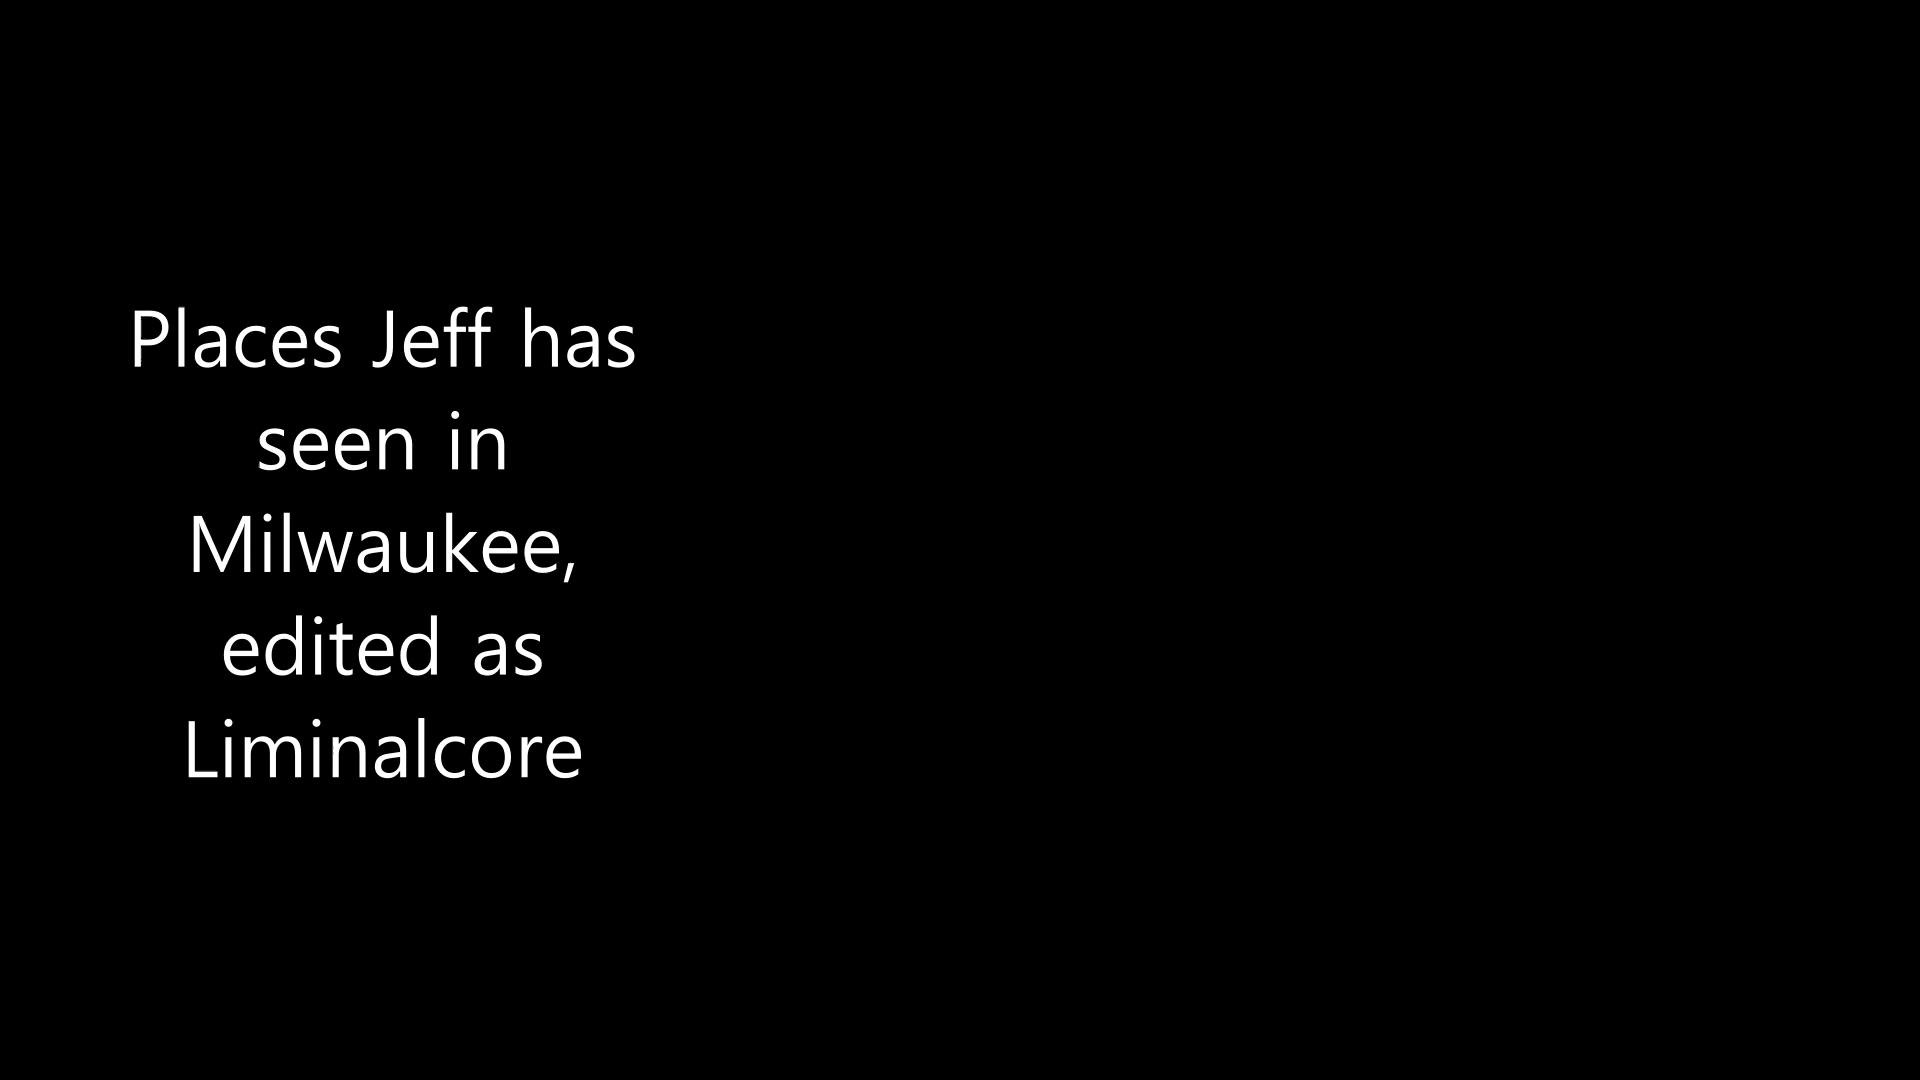 Places Jeff has
seen in
Milwaukee,
edited as
Liminalcore